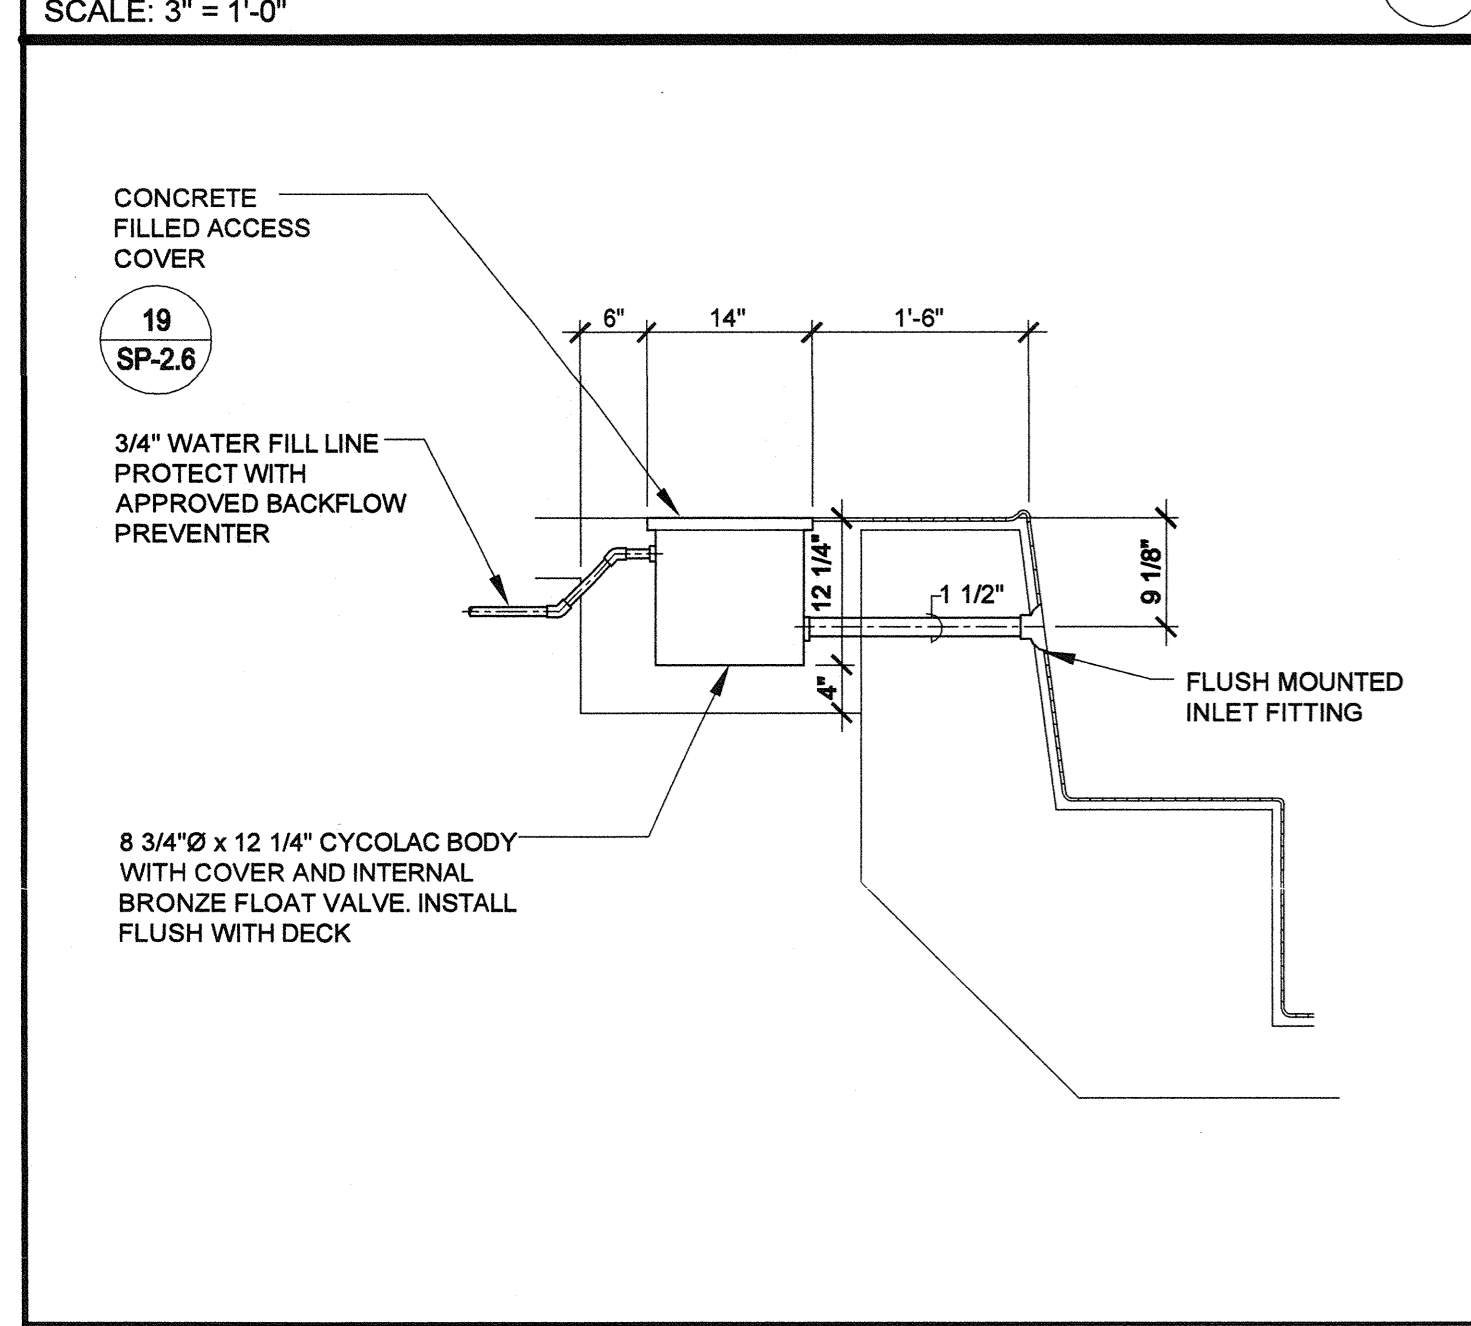 SCALE: 3" = 1'-0"
CONCRETE
FILLED ACCESS
COVER
19
SP-2.6
6"
14"
1'-6"
3/4" WATER FILL LINE
PROTECT WITH
APPROVED BACKFLOW
PREVENTER
12 1/4"
1 1/2"
9 1/8"
4"
FLUSH MOUNTED
INLET FITTING
8 3/4"Ø x 12 1/4" CYCOLAC BODY
WITH COVER AND INTERNAL
BRONZE FLOAT VALVE. INSTALL
FLUSH WITH DECK